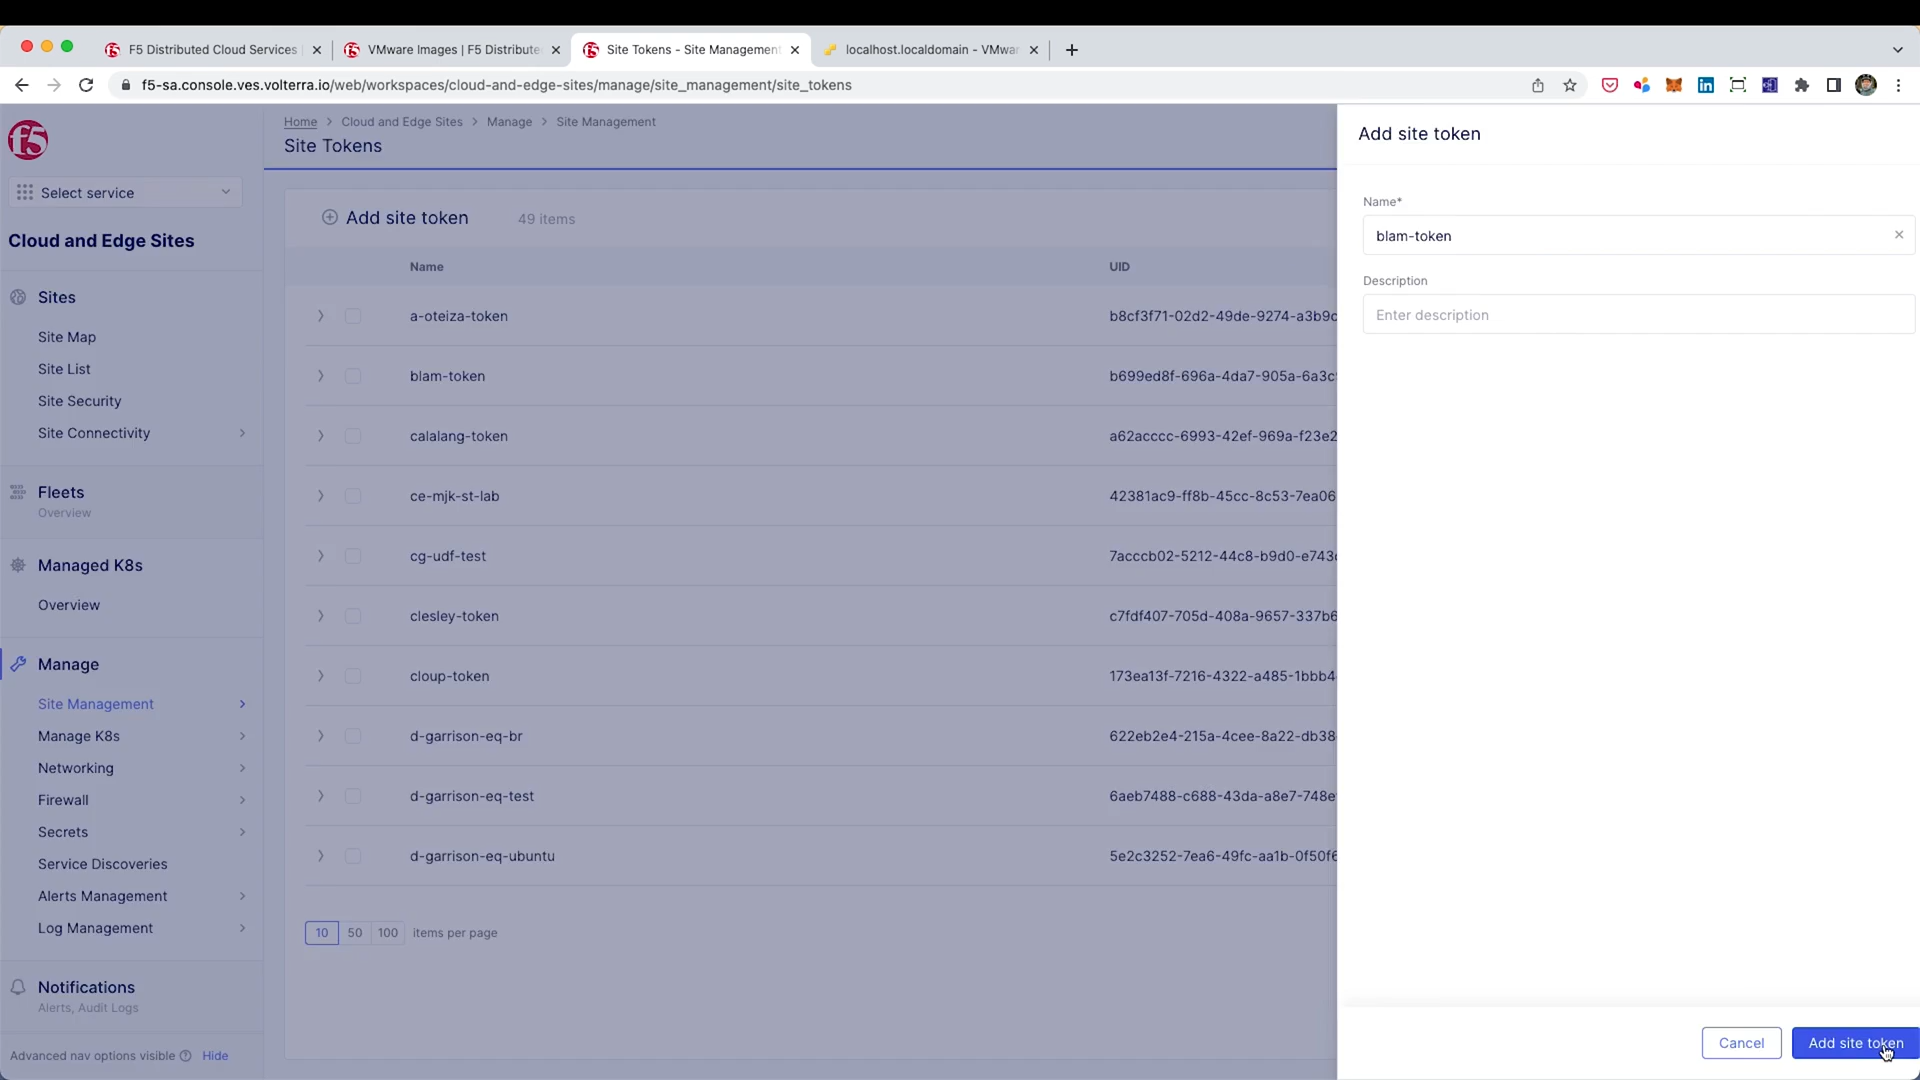 F5 Distributed Cloud Services
VMware Images | F5 Distribute
Site Tokens - Site Management
localhost.localdomain - VMwar
f5-sa.console.ves.volterra.io/web/workspaces/cloud-and-edge-sites/manage/site_management/site_tokens
f5
Select service
Cloud and Edge Sites
Sites
Site Map
Site List
Site Security
Site Connectivity
Fleets
Overview
Managed K8s
Overview
Manage
Site Management
Manage K8s
Networking
Firewall
Secrets
Service Discoveries
Alerts Management
Log Management
Notifications
Alerts, Audit Logs
Advanced nav options visible Hide
Home > Cloud and Edge Sites > Manage > Site Management
Site Tokens
Add site token 49 items
Name UID
a-oteiza-token b8cf3f71-02d2-49de-9274-a3b9c
blam-token b699ed8f-696a-4da7-905a-6a3c
calalang-token a62acccc-6993-42ef-969a-f23e2
ce-mjk-st-lab 42381ac9-ff8b-45cc-8c53-7ea06
cg-udf-test 7acccb02-5212-44c8-b9d0-e743
clesley-token c7fdf407-705d-408a-9657-337b6
cloup-token 173ea13f-7216-4322-a485-1bbb4
d-garrison-eq-br 622eb2e4-215a-4cee-8a22-db38
d-garrison-eq-test 6aeb7488-c688-43da-a8e7-748e
d-garrison-eq-ubuntu 5e2c3252-7ea6-49fc-aa1b-0f50f6
10 50 100 items per page
Add site token
Name*
blam-token
Description
Enter description
Cancel Add site token